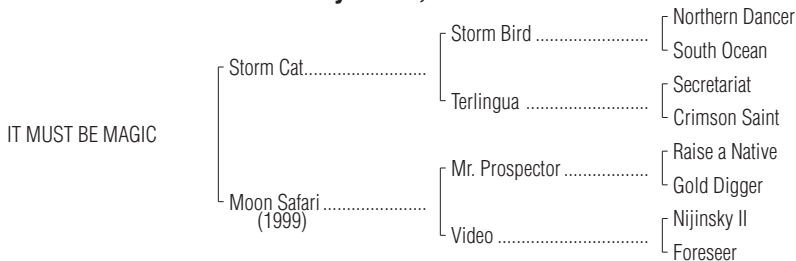 Northern Dancer
Storm Bird ........................
South Ocean
Storm Cat..........................
Secretariat
Terlingua ..........................
Crimson Saint
IT MUST BE MAGIC
Raise a Native
Mr. Prospector ..................
Gold Digger
Moon Safari......................
(1999)
Nijinsky II
Video ................................
Foreseer